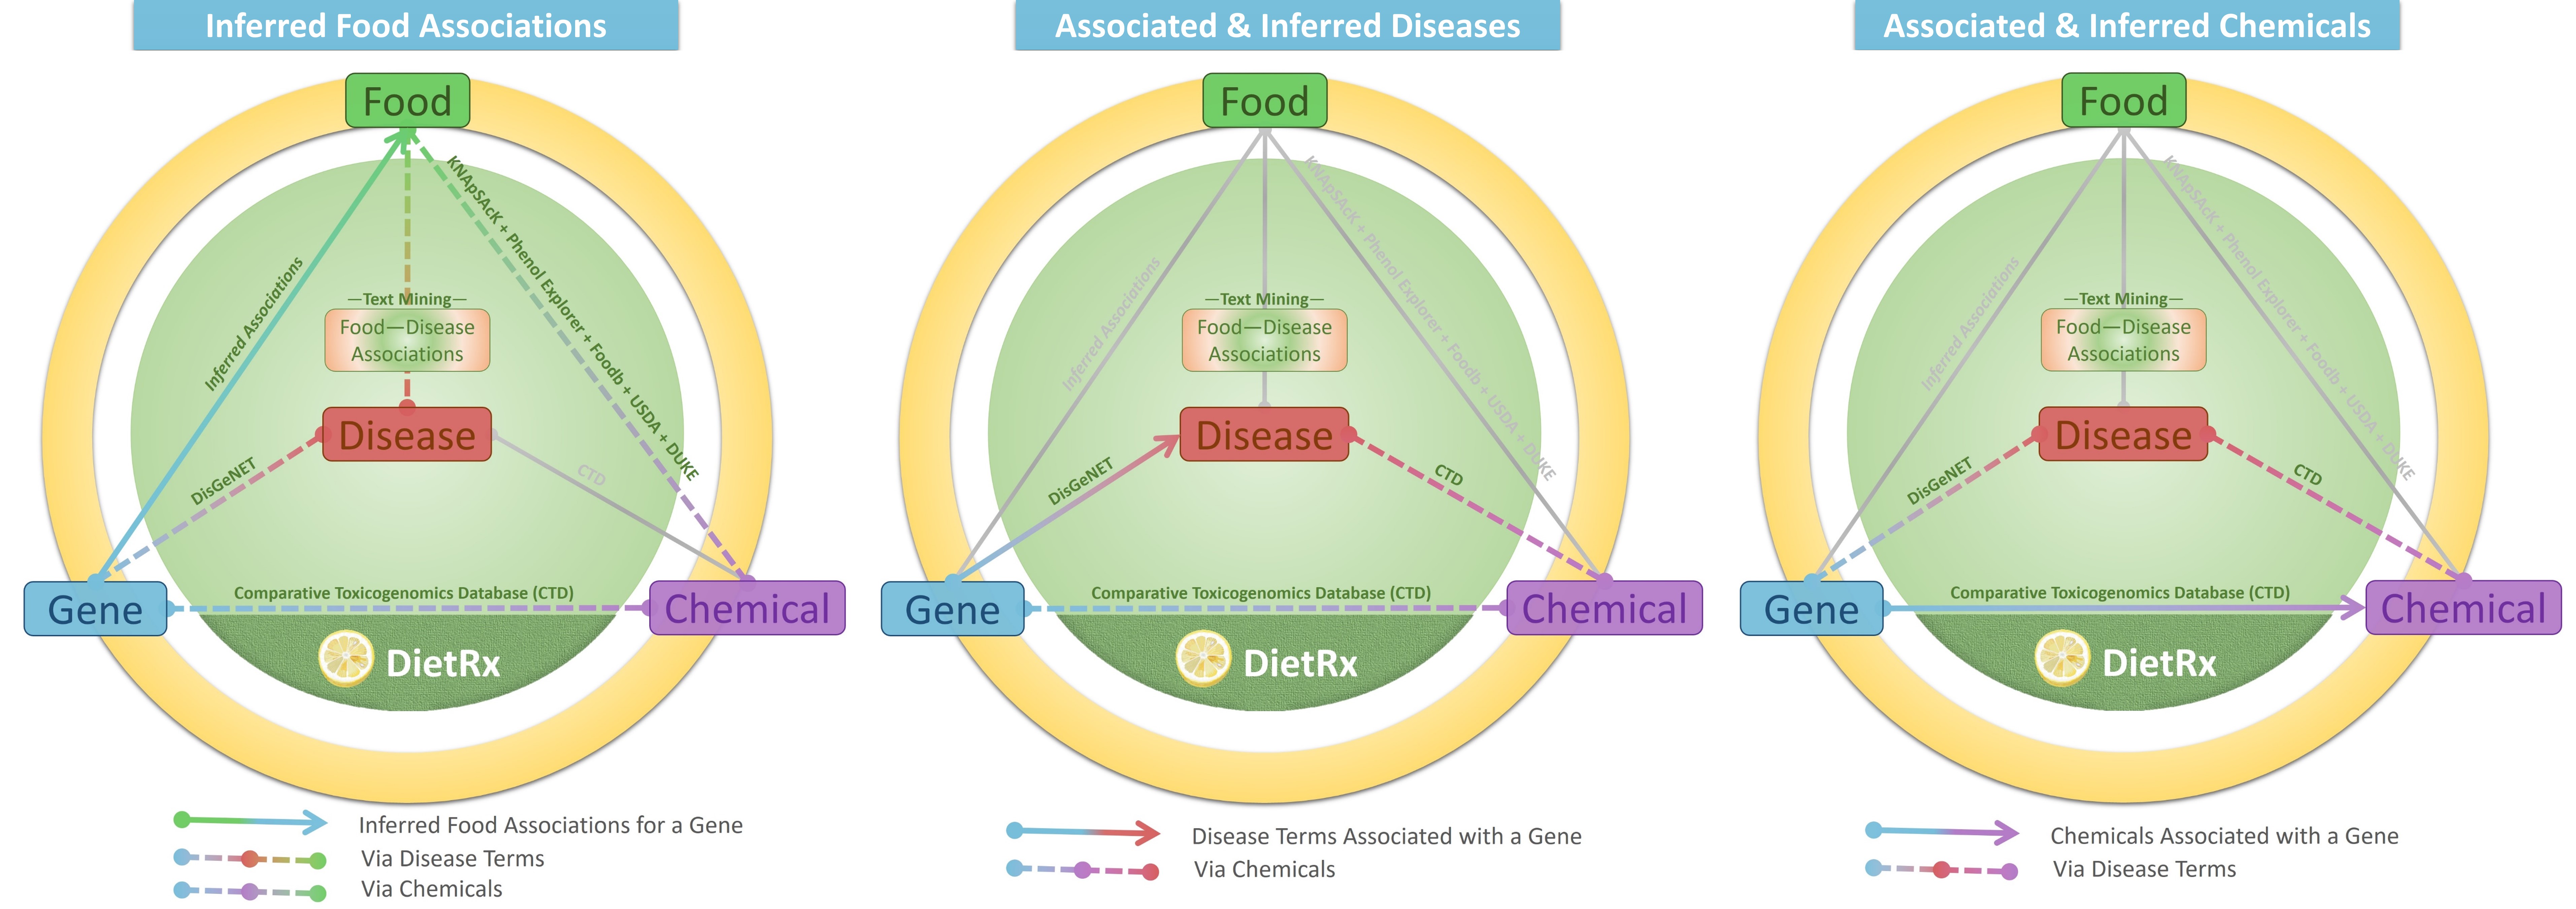 Inferred Food Associations
Food
KNApSAcK + Phenol Explorer + Foodb + USDA + DUKE
Inferred Associations
—Text Mining—
Food—Disease
Associations
Disease
DisGeNET
CTD
Comparative Toxicogenomics Database (CTD)
Gene
Chemical
DietRx
Inferred Food Associations for a Gene
Via Disease Terms
Via Chemicals
Associated & Inferred Diseases
Food
KNApSAcK + Phenol Explorer + Foodb + USDA + DUKE
Inferred Associations
—Text Mining—
Food—Disease
Associations
Disease
DisGeNET
CTD
Comparative Toxicogenomics Database (CTD)
Gene
Chemical
DietRx
Disease Terms Associated with a Gene
Via Chemicals
Associated & Inferred Chemicals
Food
KNApSAcK + Phenol Explorer + Foodb + USDA + DUKE
Inferred Associations
—Text Mining—
Food—Disease
Associations
Disease
DisGeNET
CTD
Comparative Toxicogenomics Database (CTD)
Gene
Chemical
DietRx
Chemicals Associated with a Gene
Via Disease Terms